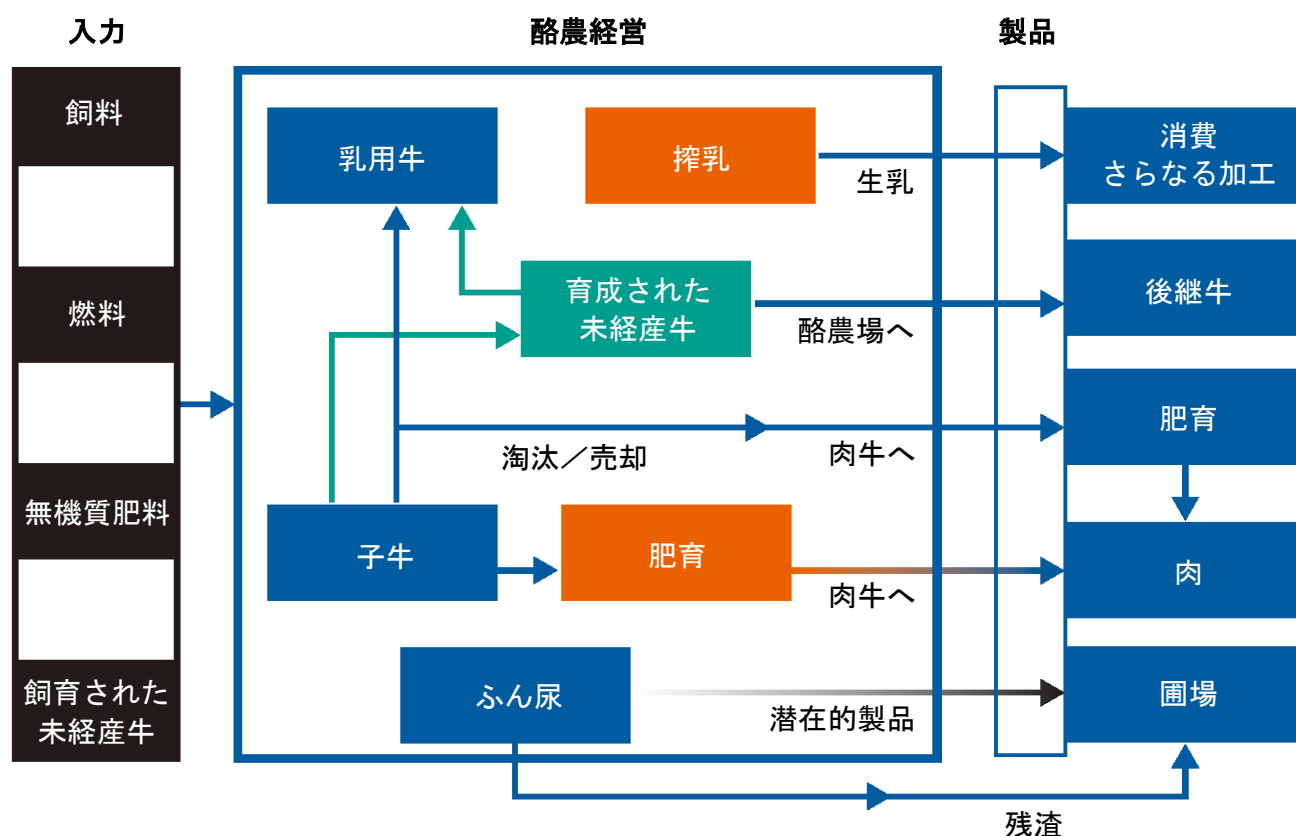 入力
酪農経営
製品
飼料
燃料
無機質肥料
飼育された
未経産牛
乳用牛
搾乳
生乳
消費
さらなる加工
育成された
未経産牛
酪農場へ
後継牛
淘汰／売却
肉牛へ
肥育
子牛
肥育
肉牛へ
肉
ふん尿
潜在的製品
圃場
残渣